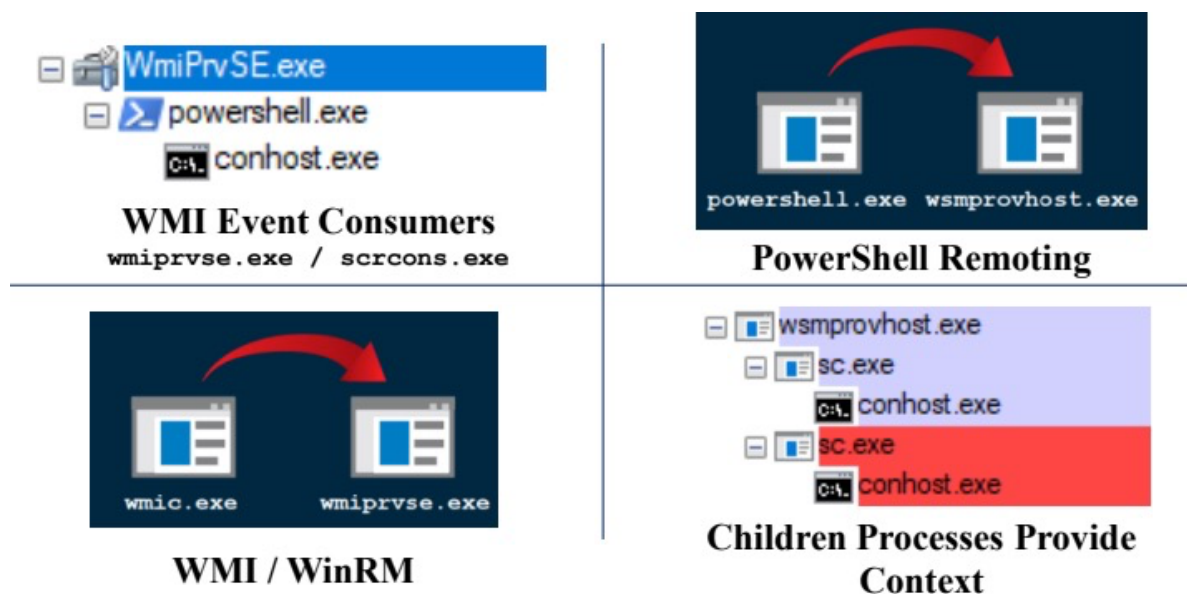 WmiPrvSE.exe
powershell.exe
C:\_ conhost.exe
WMI Event Consumers
wmiprvse.exe / scrcons.exe
powershell.exe wsmprovhost.exe
PowerShell Remoting
wmic.exe wmiprvse.exe
WMI / WinRM
wsmprovhost.exe
sc.exe
C:\_ conhost.exe
sc.exe
C:\_ conhost.exe
Children Processes Provide
Context